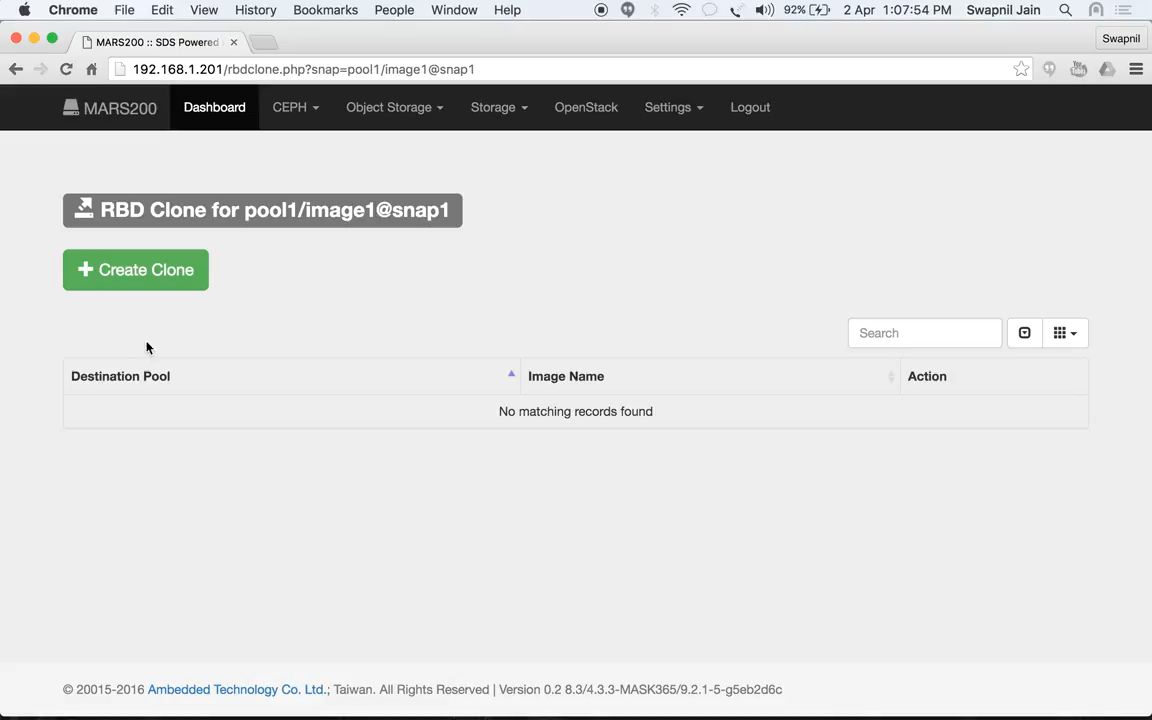 Chrome File Edit View History Bookmarks People Window Help 92% 2 Apr 1:07:54 PM Swapnil Jain
MARS200 :: SDS Powered Swapnil
192.168.1.201/rbdclone.php?snap=pool1/image1@snap1
MARS200 Dashboard CEPH Object Storage Storage OpenStack Settings Logout
RBD Clone for pool1/image1@snap1
Create Clone
Search
Destination Pool Image Name Action
No matching records found
© 20015-2016 Ambedded Technology Co. Ltd.; Taiwan. All Rights Reserved | Version 0.2 8.3/4.3.3-MASK365/9.2.1-5-g5eb2d6c